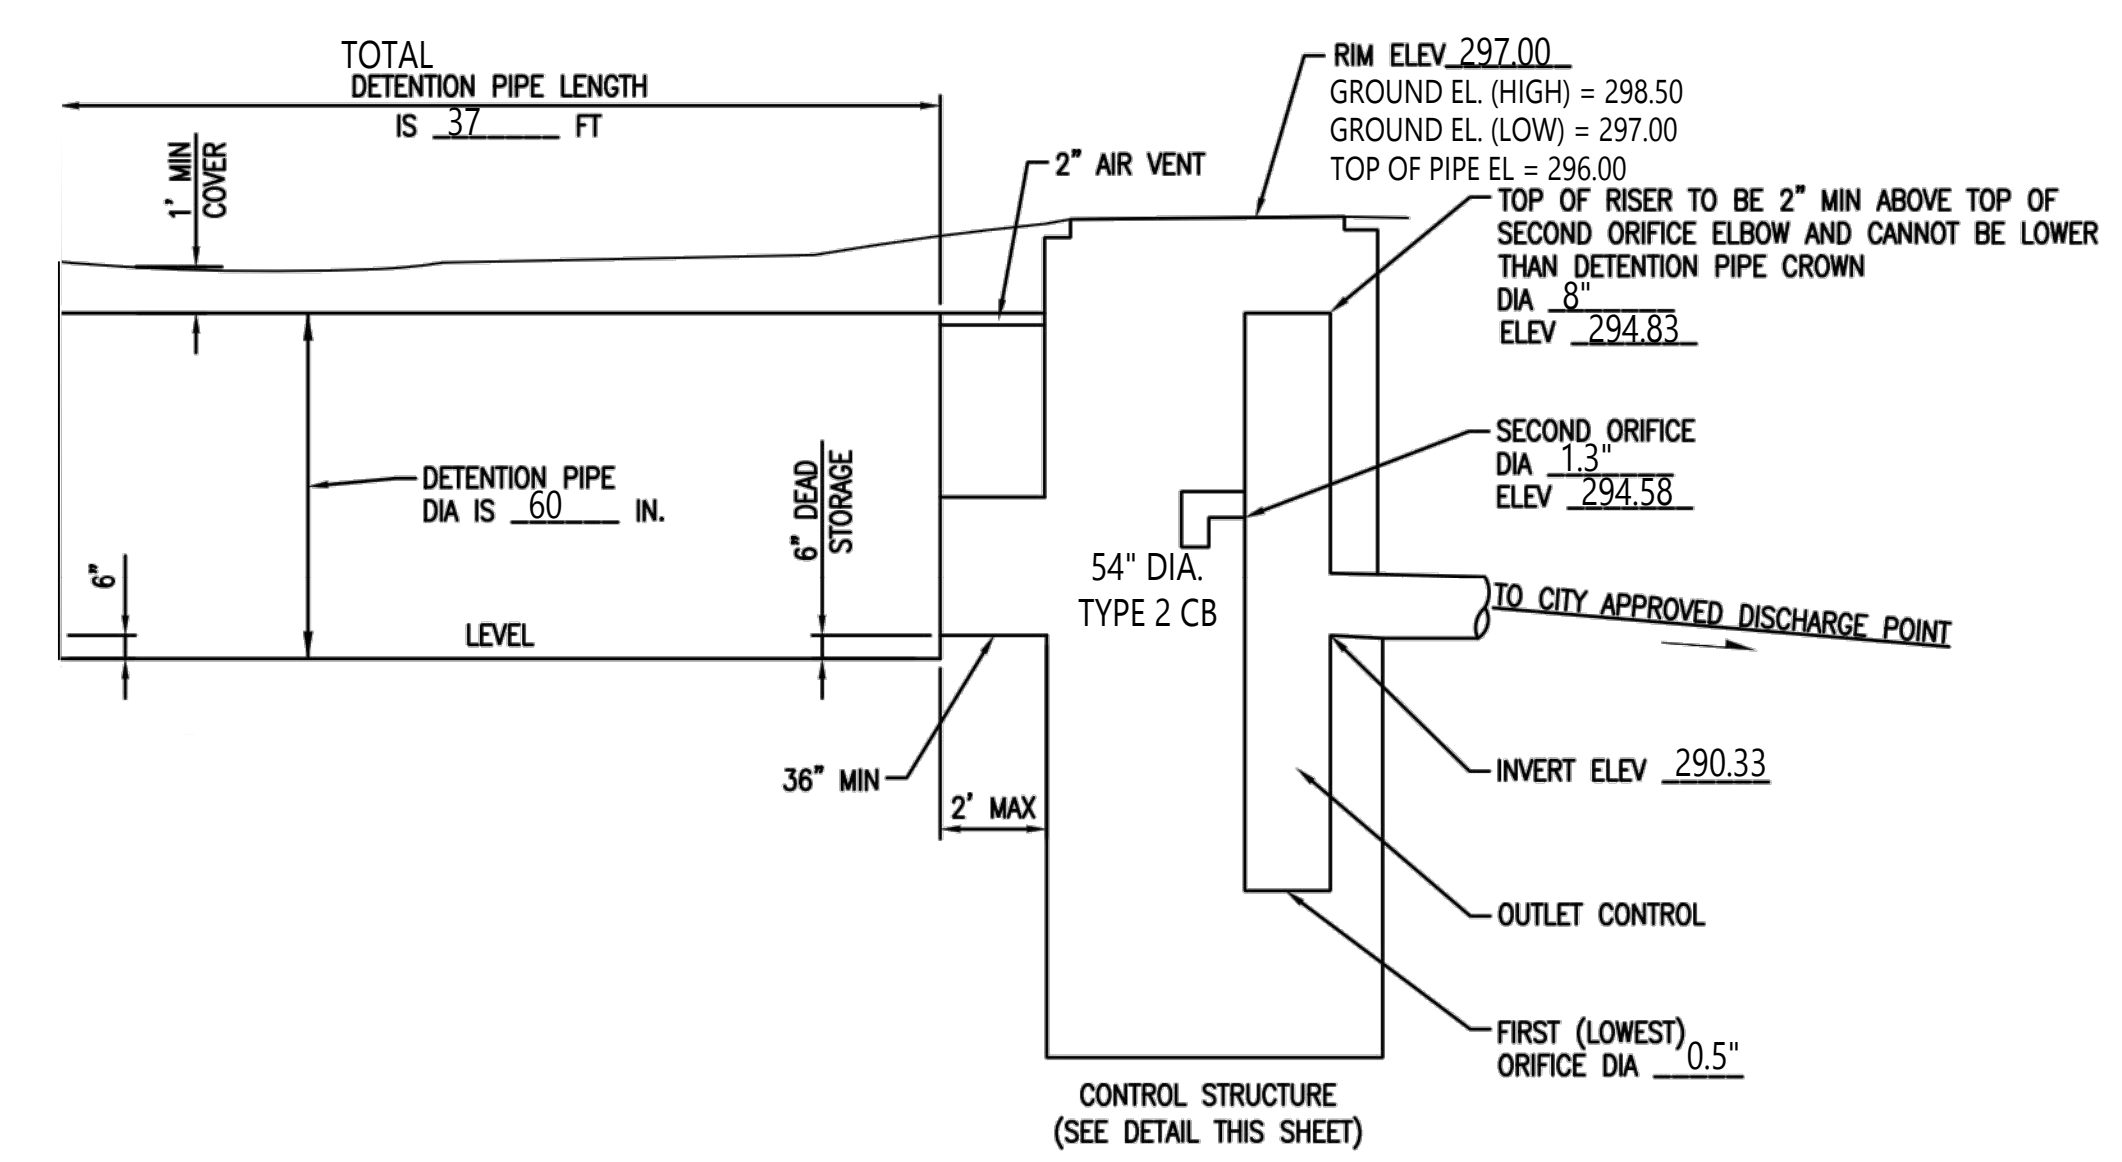 TOTAL
DETENTION PIPE LENGTH
IS 37 FT
1' MIN
COVER
RIM ELEV 297.00
GROUND EL. (HIGH) = 298.50
GROUND EL. (LOW) = 297.00
TOP OF PIPE EL = 296.00
2" AIR VENT
TOP OF RISER TO BE 2" MIN ABOVE TOP OF
SECOND ORIFICE ELBOW AND CANNOT BE LOWER
THAN DETENTION PIPE CROWN
DIA 8"
ELEV 294.83
SECOND ORIFICE
DIA 1.3"
ELEV 294.58
DETENTION PIPE
DIA IS 60 IN.
6" DEAD
STORAGE
6"
LEVEL
54" DIA.
TYPE 2 CB
TO CITY APPROVED DISCHARGE POINT
36" MIN
2' MAX
INVERT ELEV 290.33
OUTLET CONTROL
FIRST (LOWEST)
ORIFICE DIA 0.5"
CONTROL STRUCTURE
(SEE DETAIL THIS SHEET)